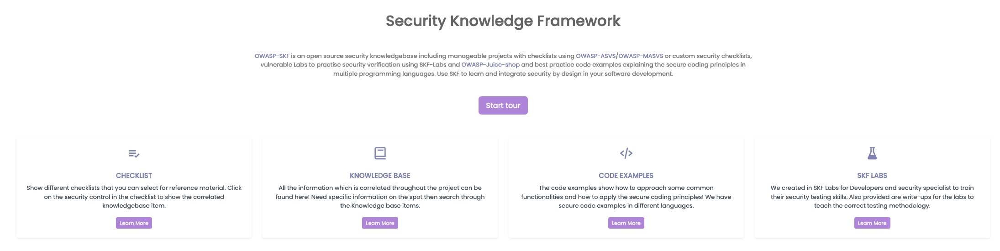 Security Knowledge Framework
OWASP-SKF is an open source security knowledgebase including manageable projects with checklists using OWASP-ASVS/OWASP-MASVS or custom security checklists,
vulnerable Labs to practise security verification using SKF-Labs and OWASP-Juice-shop and best practice code examples explaining the secure coding principles in
multiple programming languages. Use SKF to learn and integrate security by design in your software development.
Start tour
CHECKLIST
Show different checklists that you can select for reference material. Click
on the security control in the checklist to show the correlated
knowledgebase item.
Learn More
KNOWLEDGE BASE
All the information which is correlated throughout the project can be
found here! Need specific information on the spot then search through
the Knowledge base items.
Learn More
CODE EXAMPLES
The code examples show how to approach some common
functionalities and how to apply the secure coding principles! We have
secure code examples in different languages.
Learn More
SKF LABS
We created in SKF Labs for Developers and security specialist to train
their security testing skills. Also provided are write-ups for the labs to
teach the correct testing methodology.
Learn More